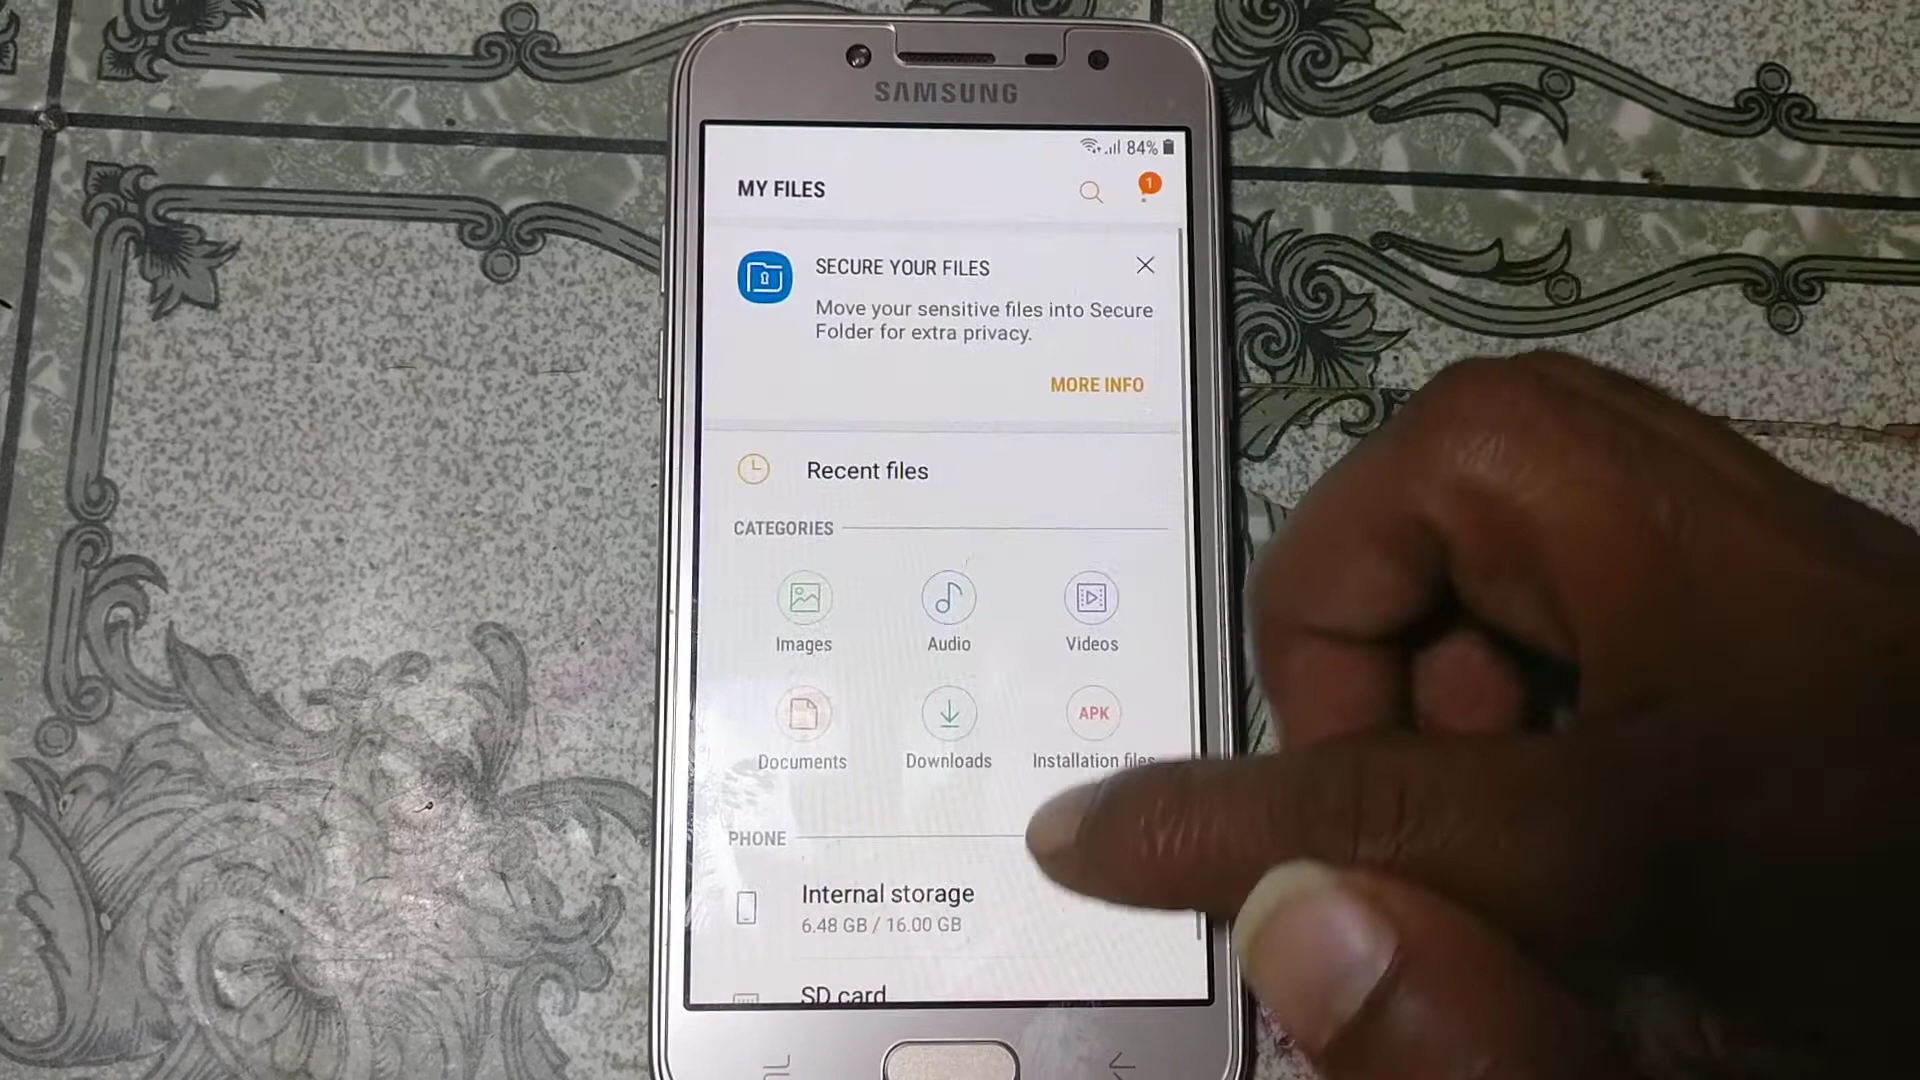 SAMSUNG
84%
MY FILES
1
SECURE YOUR FILES
Move your sensitive files into Secure
Folder for extra privacy.
MORE INFO
Recent files
CATEGORIES
Images
Audio
Videos
APK
Documents
Downloads
Installation files
PHONE
Internal storage
6.48 GB / 16.00 GB
SD card